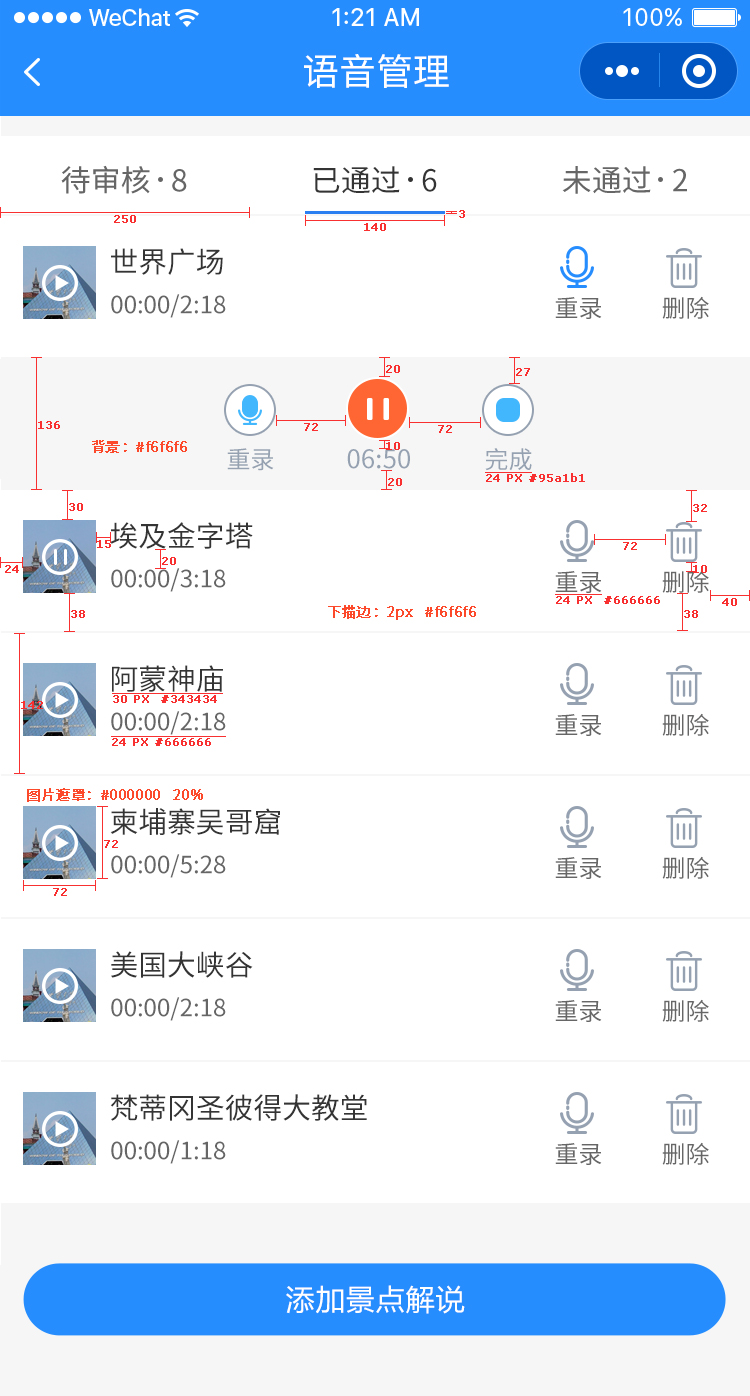 WeChat 1:21 AM 100%
语音管理
待审核·8 已通过·6 未通过·2
250 140 3
世界广场
00:00/2:18
重录 删除
20 27
136 72 72
背景：#f6f6f6
10
重录 06:50 完成
20 24 PX #95a1b1
30 32
15 埃及金字塔
24 20 72 10
00:00/3:18
重录 删除
24 PX #666666 40
38 下描边：2px #f6f6f6 38
阿蒙神庙
30 PX #343434
00:00/2:18
24 PX #666666
重录 删除
图片遮罩：#000000 20%
柬埔寨吴哥窟
72
00:00/5:28
72
重录 删除
美国大峡谷
00:00/2:18
重录 删除
梵蒂冈圣彼得大教堂
00:00/1:18
重录 删除
添加景点解说